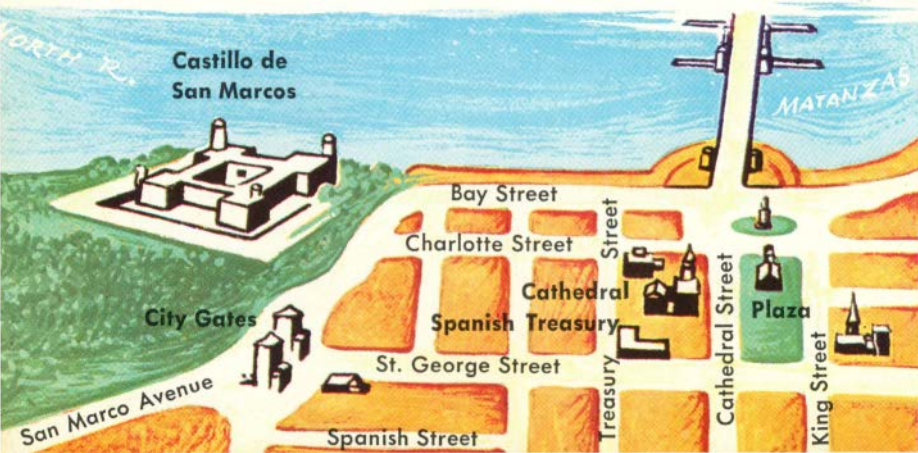 NORTH R.
Castillo de
San Marcos
MATANZAS
Bay Street
Charlotte Street
Cathedral
Spanish Treasury
City Gates
Plaza
St. George Street
San Marco Avenue
Spanish Street
Treasury Street
Cathedral Street
King Street